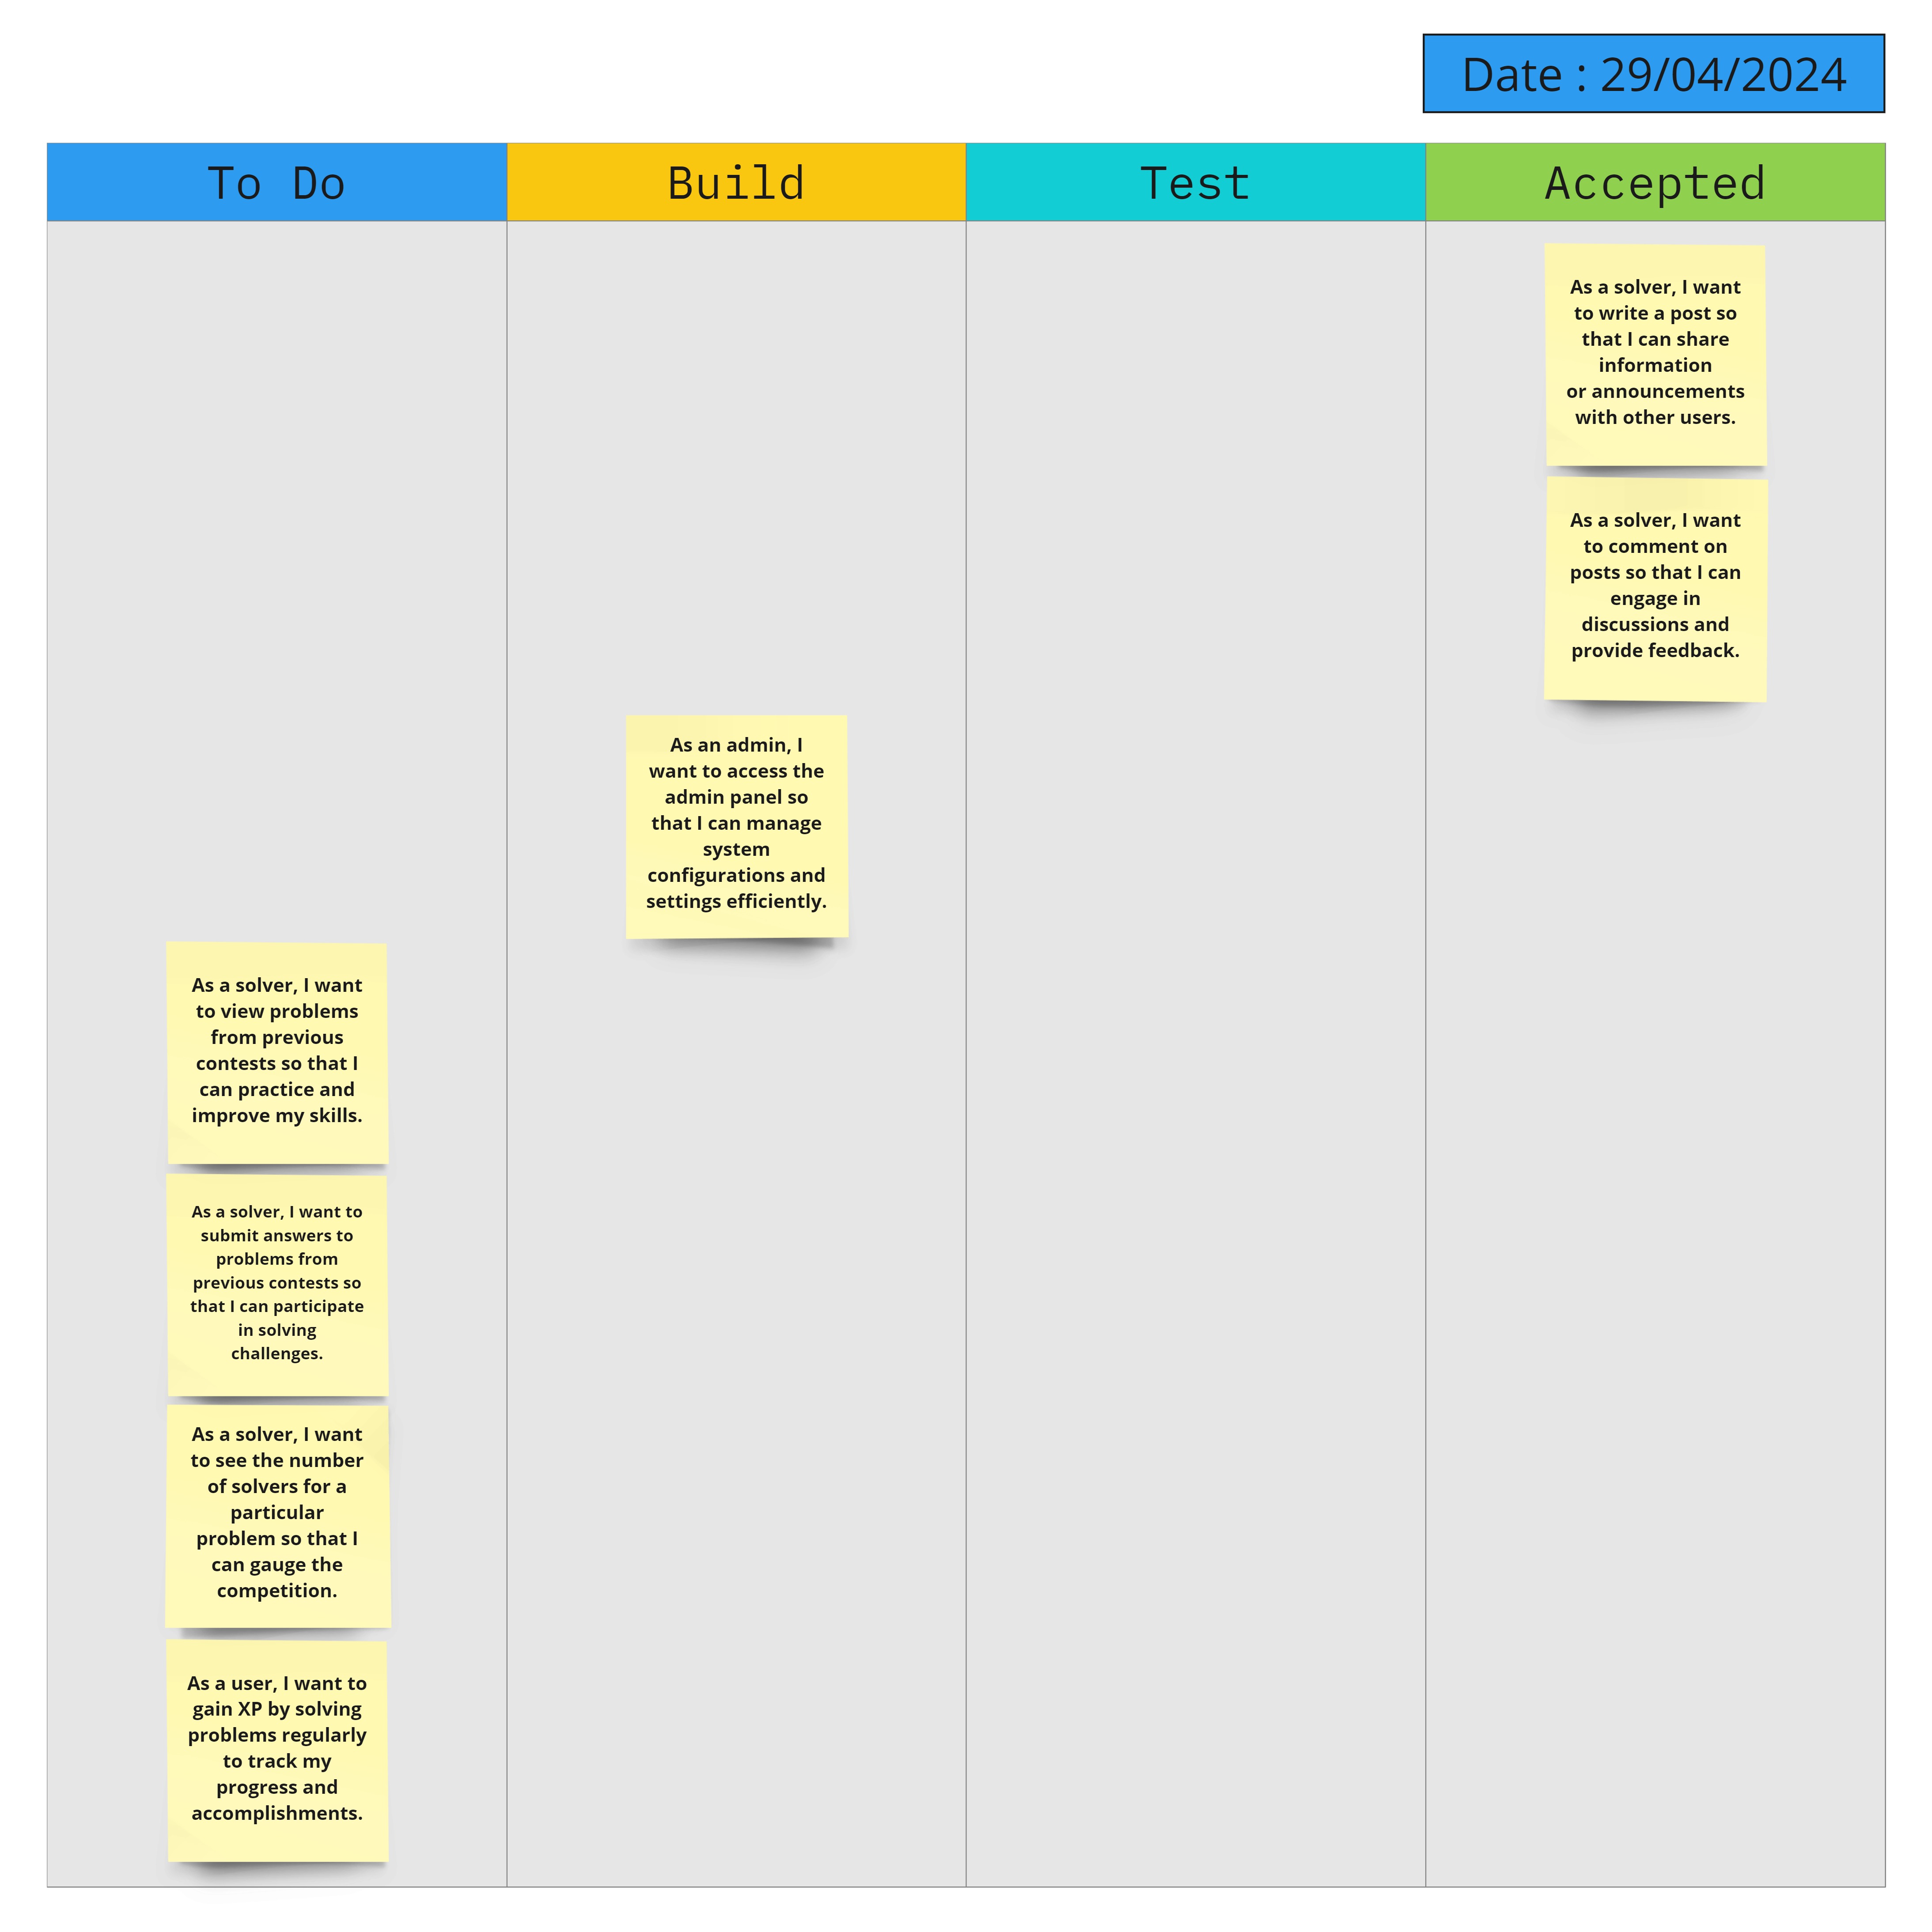 Date : 29/04/2024
To Do
Build
Test
Accepted
As a solver, I want
to write a post so
that I can share
information
or announcements
with other users.
As a solver, I want
to comment on
posts so that I can
engage in
discussions and
provide feedback.
As an admin, I
want to access the
admin panel so
that I can manage
system
configurations and
settings efficiently.
As a solver, I want
to view problems
from previous
contests so that I
can practice and
improve my skills.
As a solver, I want to
submit answers to
problems from
previous contests so
that I can participate
in solving
challenges.
As a solver, I want
to see the number
of solvers for a
particular
problem so that I
can gauge the
competition.
As a user, I want to
gain XP by solving
problems regularly
to track my
progress and
accomplishments.